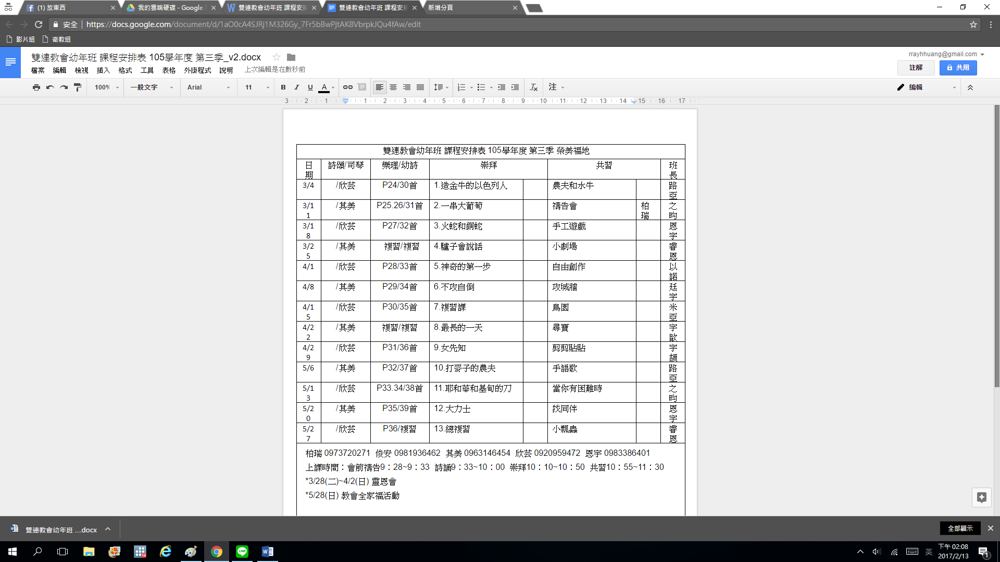 (1) 放東西
我的雲端硬碟 - Google
雙連教會幼年班 課程安排
雙連教會幼年班 課程安排
新增分頁
安全 https://docs.google.com/document/d/1aO0cA4SJRj1M326Gy_7Fr5bBwPjtAK8VbrpkJQu4fAw/edit
影片組 衛教組
雙連教會幼年班 課程安排表 105學年度 第三季_v2.docx
rrayhhuang@gmail.com
檔案 編輯 檢視 插入 格式 工具 表格 外掛程式 說明 上次編輯是在數秒前
註解 共用
100% 一般文字 Arial 11 B I U A 注 編輯
3 2 1 1 2 3 4 5 6 7 8 9 10 11 12 13 14 15 16 17
雙連教會幼年班 課程安排表 105學年度 第三季 榮美福地
日期 詩頌/司琴 樂理/幼詩 崇拜 共習 班長
3/4 /欣芸 P24/30首 1.造金牛的以色列人 農夫和水牛 路亞
3/11 /其美 P25.26/31首 2.一串大葡萄 禱告會 柏瑞 之昀
3/18 /欣芸 P27/32首 3.火蛇和銅蛇 手工遊戲 恩宇
3/25 /其美 複習/複習 4.驢子會說話 小劇場 睿恩
4/1 /欣芸 P28/33首 5.神奇的第一步 自由創作 以諾
4/8 /其美 P29/34首 6.不攻自倒 攻城牆 廷宇
4/15 /欣芸 P30/35首 7.複習課 鳥園 米亞
4/22 /其美 複習/複習 8.最長的一天 尋寶 宇歆
4/29 /欣芸 P31/36首 9.女先知 剪剪貼貼 宇頡
5/6 /其美 P32/37首 10.打麥子的農夫 手語歌 路亞
5/13 /欣芸 P33.34/38首 11.耶和華和基甸的刀 當你有困難時 之昀
5/20 /其美 P35/39首 12.大力士 找同伴 恩宇
5/27 /欣芸 P36/複習 13.總複習 小瓢蟲 睿恩
柏瑞 0973720271 俊安 0981936462 其美 0963146454 欣芸 0920959472 恩宇 0983386401
上課時間：會前禱告9：28~9：33 詩誦9：33~10：00 崇拜10：10~10：50 共習10：55~11：30
*3/28(二)~4/2(日) 靈恩會
*5/28(日) 教會全家福活動
雙連教會幼年班 ....docx
全部顯示
英
下午 02:08
2017/2/13
1